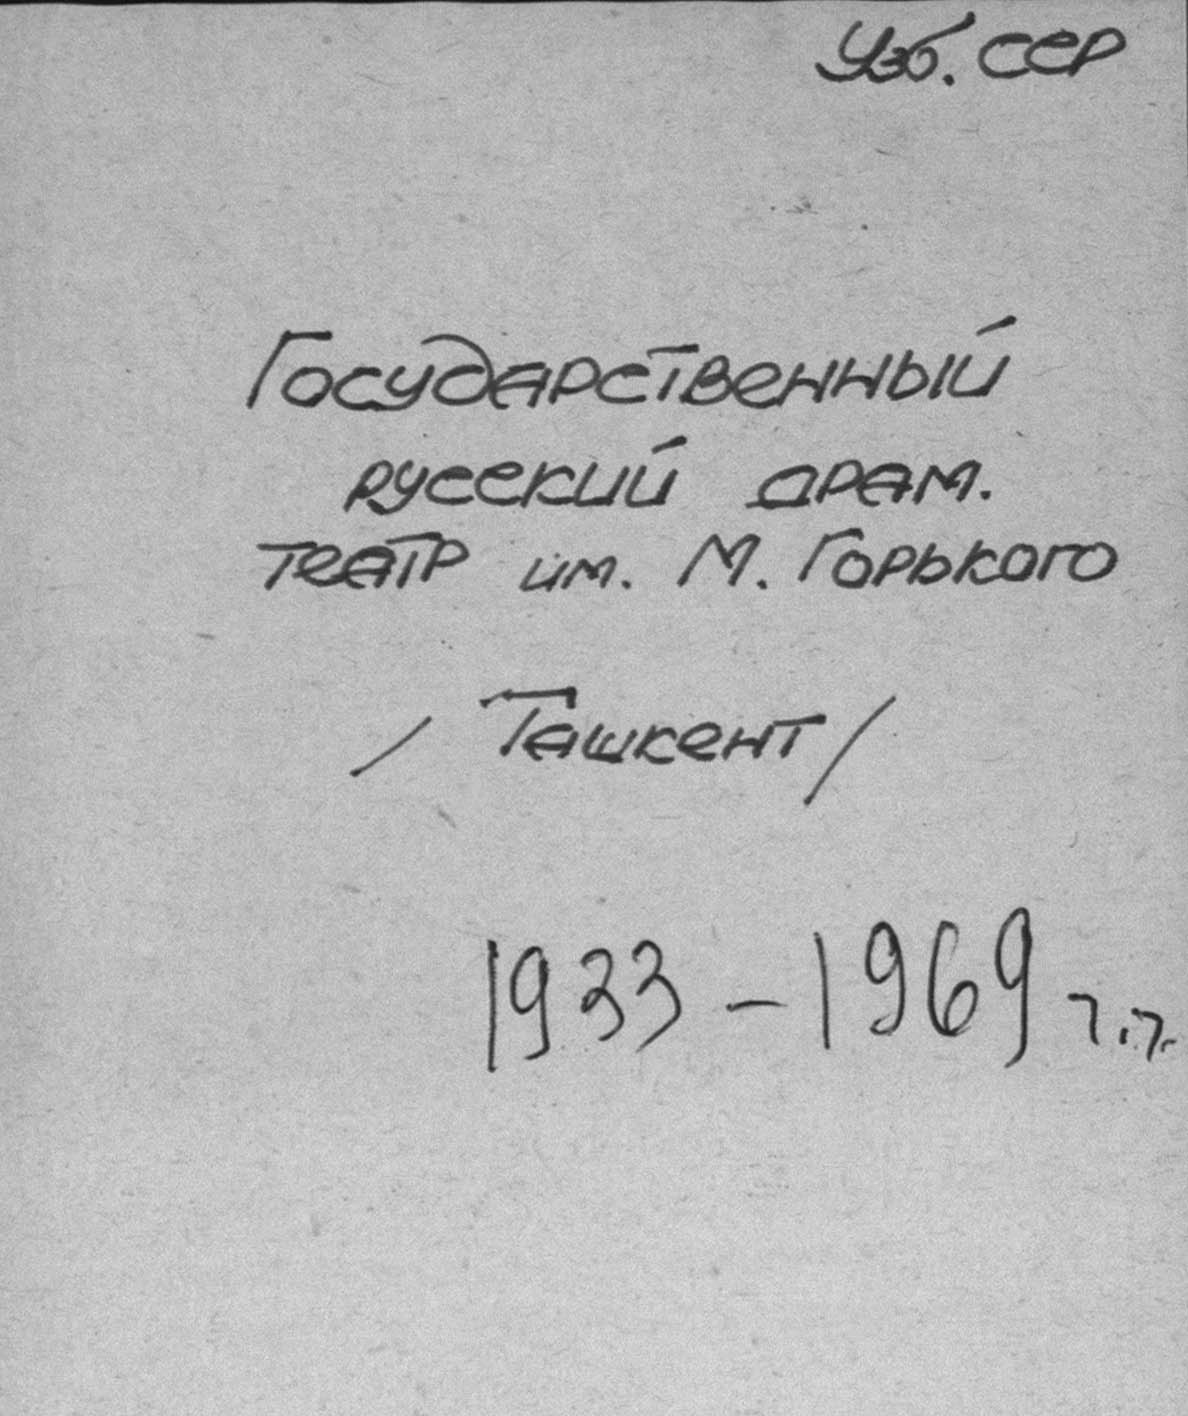 Узб. ССР
Государственный
русский драм.
театр им. М. Горького
/Ташкент/
1933-1969 г.г.